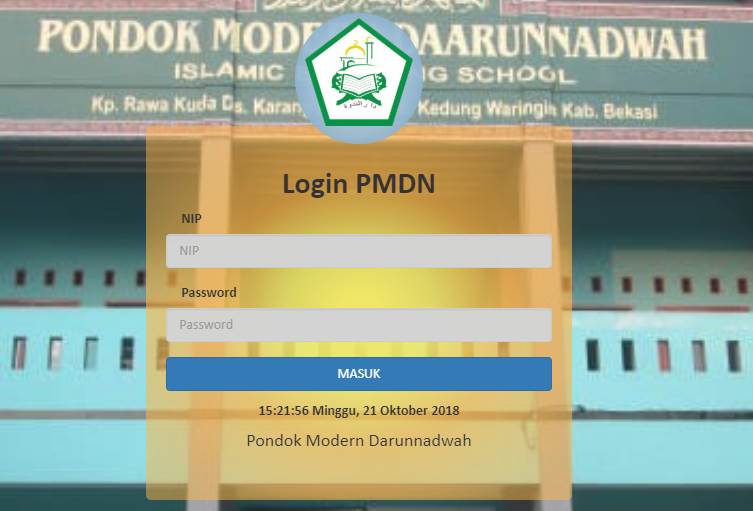 PONDOK MODE DAARUNNADWAH
ISLAMIC NG SCHOOL
Kp. Rawa Kuda Ds. Karang Kedung Waringin Kab. Bekasi
Login PMDN
NIP
NIP
Password
Password
MASUK
15:21:56 Minggu, 21 Oktober 2018
Pondok Modern Darunnadwah